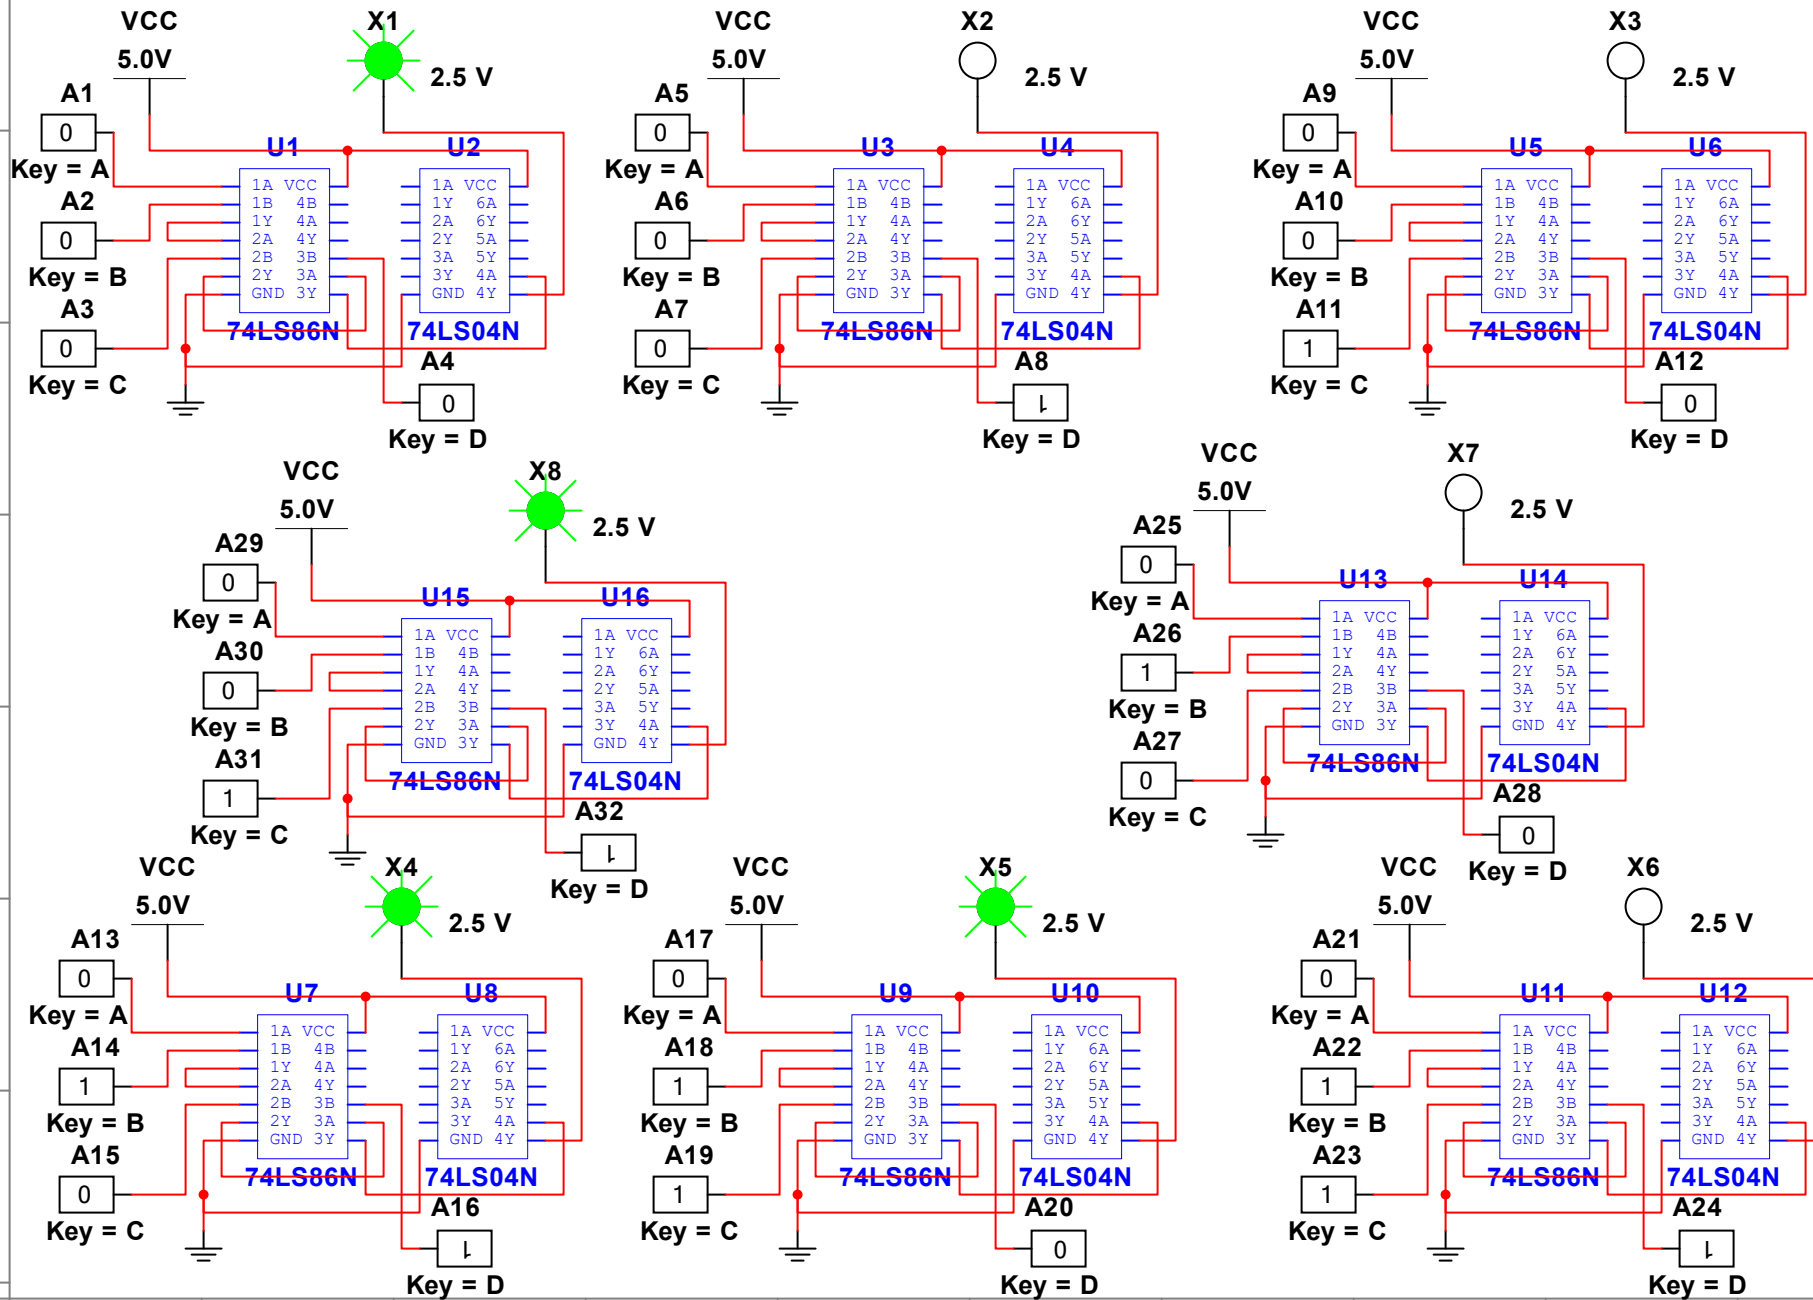 VCC
5.0V
X1
2.5 V
A1
0
Key = A
A2
0
Key = B
A3
0
Key = C
U1
1A VCC
1B 4B
1Y 4A
2A 4Y
2B 3B
2Y 3A
GND 3Y
74LS86N
U2
1A VCC
1Y 6A
2A 6Y
2Y 5A
3A 5Y
3Y 4A
GND 4Y
74LS04N
A4
0
Key = D
VCC
5.0V
X2
2.5 V
A5
0
Key = A
A6
0
Key = B
A7
0
Key = C
U3
1A VCC
1B 4B
1Y 4A
2A 4Y
2B 3B
2Y 3A
GND 3Y
74LS86N
U4
1A VCC
1Y 6A
2A 6Y
2Y 5A
3A 5Y
3Y 4A
GND 4Y
74LS04N
A8
1
Key = D
VCC
5.0V
X3
2.5 V
A9
0
Key = A
A10
0
Key = B
A11
1
Key = C
U5
1A VCC
1B 4B
1Y 4A
2A 4Y
2B 3B
2Y 3A
GND 3Y
74LS86N
U6
1A VCC
1Y 6A
2A 6Y
2Y 5A
3A 5Y
3Y 4A
GND 4Y
74LS04N
A12
0
Key = D
VCC
5.0V
X8
2.5 V
A29
0
Key = A
A30
0
Key = B
A31
1
Key = C
U15
1A VCC
1B 4B
1Y 4A
2A 4Y
2B 3B
2Y 3A
GND 3Y
74LS86N
U16
1A VCC
1Y 6A
2A 6Y
2Y 5A
3A 5Y
3Y 4A
GND 4Y
74LS04N
A32
1
Key = D
VCC
5.0V
X7
2.5 V
A25
0
Key = A
A26
1
Key = B
A27
0
Key = C
U13
1A VCC
1B 4B
1Y 4A
2A 4Y
2B 3B
2Y 3A
GND 3Y
74LS86N
U14
1A VCC
1Y 6A
2A 6Y
2Y 5A
3A 5Y
3Y 4A
GND 4Y
74LS04N
A28
0
Key = D
VCC
5.0V
X4
2.5 V
A13
0
Key = A
A14
1
Key = B
A15
0
Key = C
U7
1A VCC
1B 4B
1Y 4A
2A 4Y
2B 3B
2Y 3A
GND 3Y
74LS86N
U8
1A VCC
1Y 6A
2A 6Y
2Y 5A
3A 5Y
3Y 4A
GND 4Y
74LS04N
A16
1
Key = D
VCC
5.0V
X5
2.5 V
A17
0
Key = A
A18
1
Key = B
A19
1
Key = C
U9
1A VCC
1B 4B
1Y 4A
2A 4Y
2B 3B
2Y 3A
GND 3Y
74LS86N
U10
1A VCC
1Y 6A
2A 6Y
2Y 5A
3A 5Y
3Y 4A
GND 4Y
74LS04N
A20
0
Key = D
VCC
5.0V
X6
2.5 V
A21
0
Key = A
A22
1
Key = B
A23
1
Key = C
U11
1A VCC
1B 4B
1Y 4A
2A 4Y
2B 3B
2Y 3A
GND 3Y
74LS86N
U12
1A VCC
1Y 6A
2A 6Y
2Y 5A
3A 5Y
3Y 4A
GND 4Y
74LS04N
A24
1
Key = D